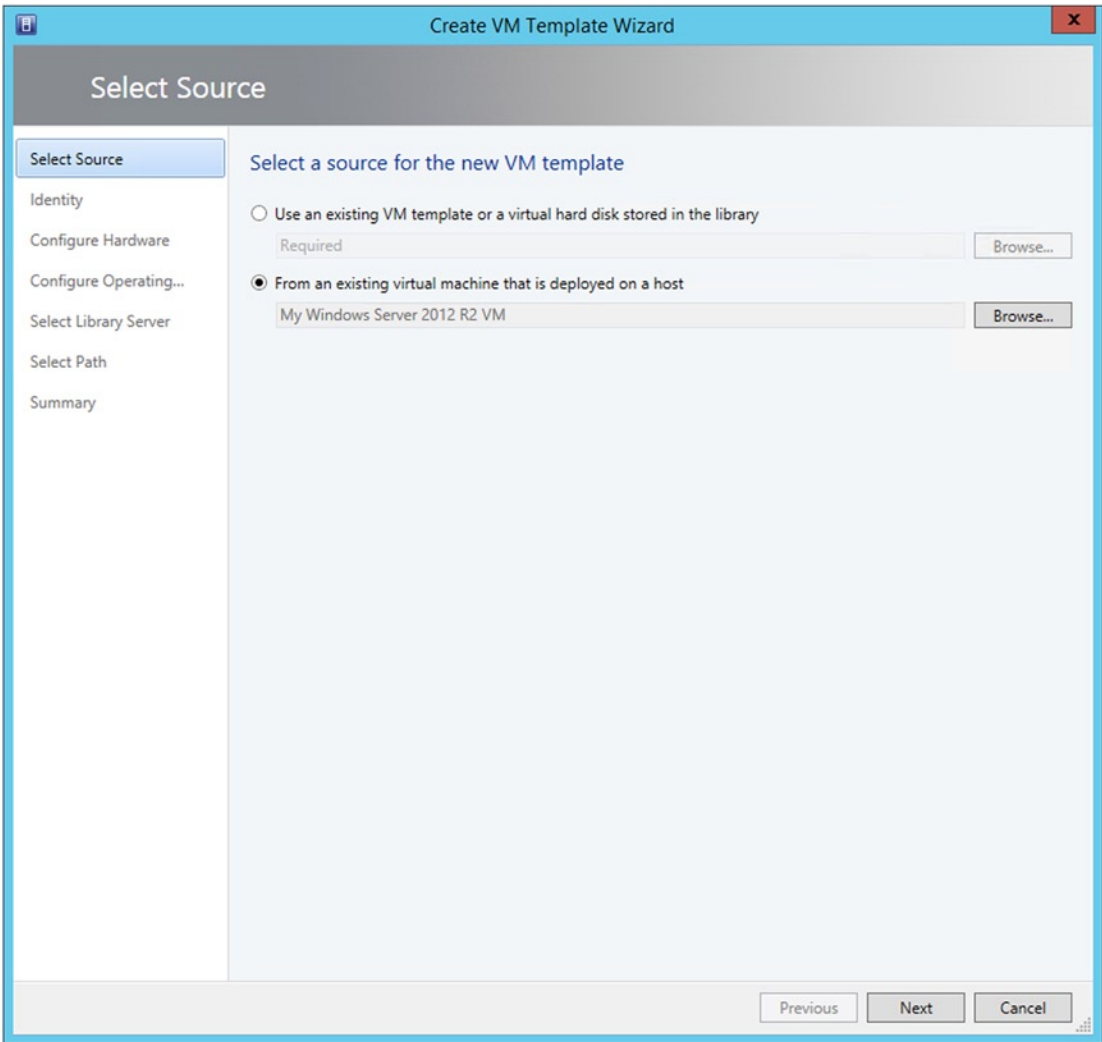 Create VM Template Wizard
x
Select Source
Select Source
Identity
Configure Hardware
Configure Operating...
Select Library Server
Select Path
Summary
Select a source for the new VM template
Use an existing VM template or a virtual hard disk stored in the library
Required Browse...
From an existing virtual machine that is deployed on a host
My Windows Server 2012 R2 VM Browse...
Previous Next Cancel